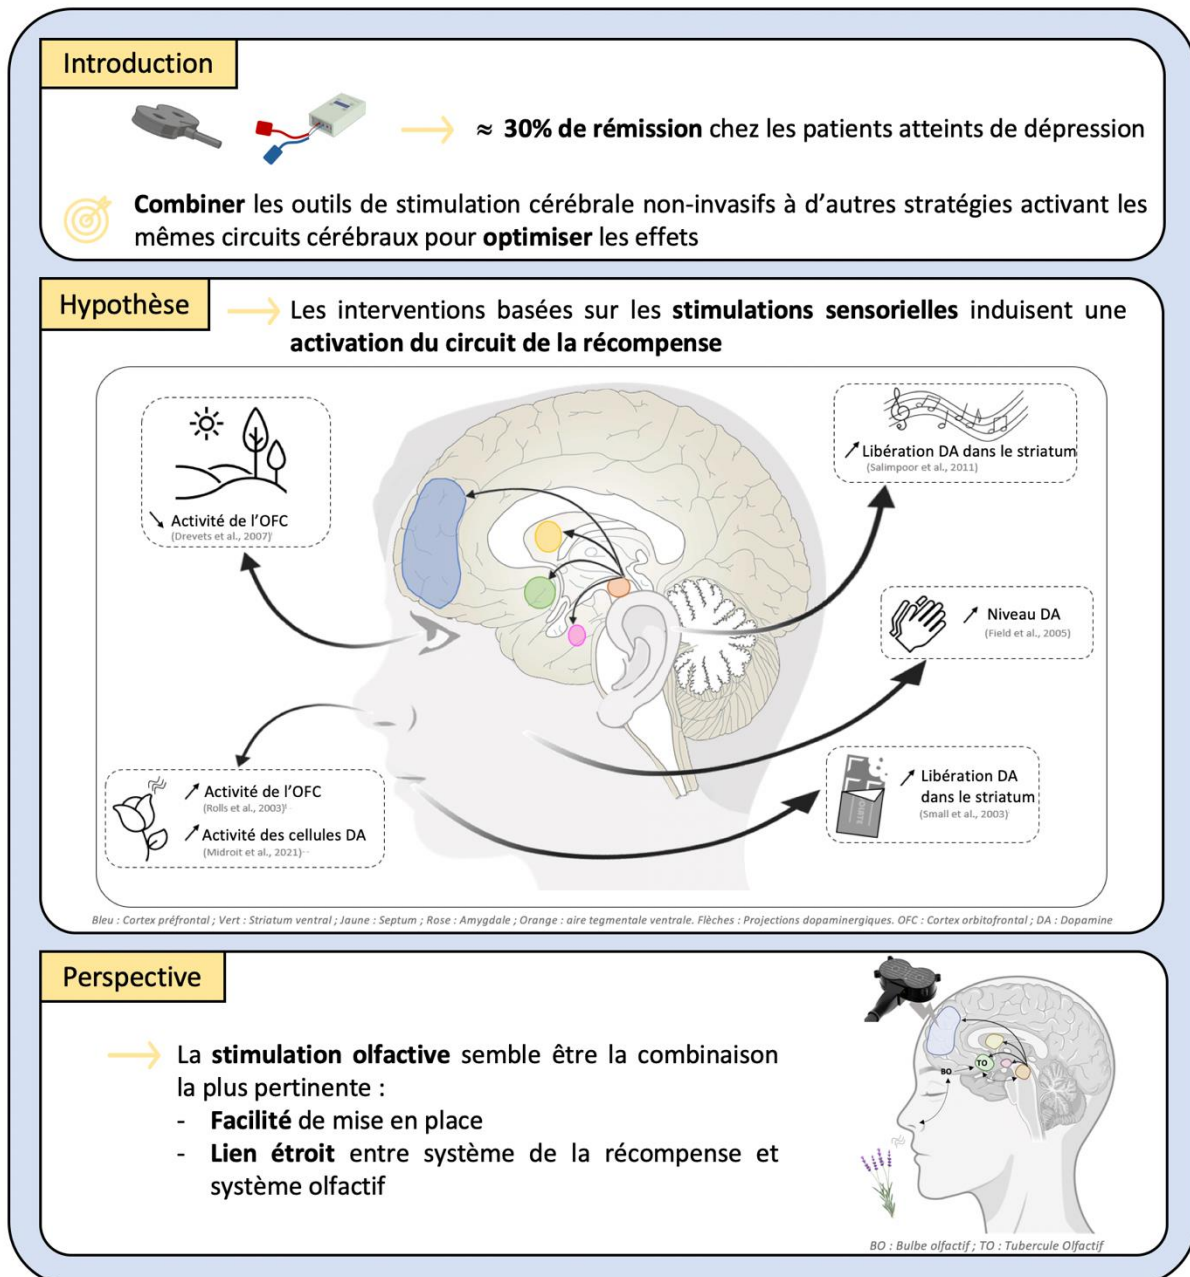 Introduction
≈ 30% de rémission chez les patients atteints de dépression
Combiner les outils de stimulation cérébrale non-invasifs à d'autres stratégies activant les
mêmes circuits cérébraux pour optimiser les effets
Hypothèse
Les interventions basées sur les stimulations sensorielles induisent une
activation du circuit de la récompense
Activité de l'OFC
(Drevets et al., 2007)
Libération DA dans le striatum
(Salimpoor et al., 2011)
Niveau DA
(Field et al., 2005)
Activité de l'OFC
(Rolls et al., 2003)
Activité des cellules DA
(Midroit et al., 2021)
Libération DA
dans le striatum
(Small et al., 2003)
Bleu : Cortex préfrontal ; Vert : Striatum ventral ; Jaune : Septum ; Rose : Amygdale ; Orange : aire tegmentale ventrale. Flèches : Projections dopaminergiques. OFC : Cortex orbitofrontal ; DA : Dopamine
Perspective
La stimulation olfactive semble être la combinaison
la plus pertinente :
- Facilité de mise en place
- Lien étroit entre système de la récompense et
système olfactif
BO
TO
BO : Bulbe olfactif ; TO : Tubercule Olfactif